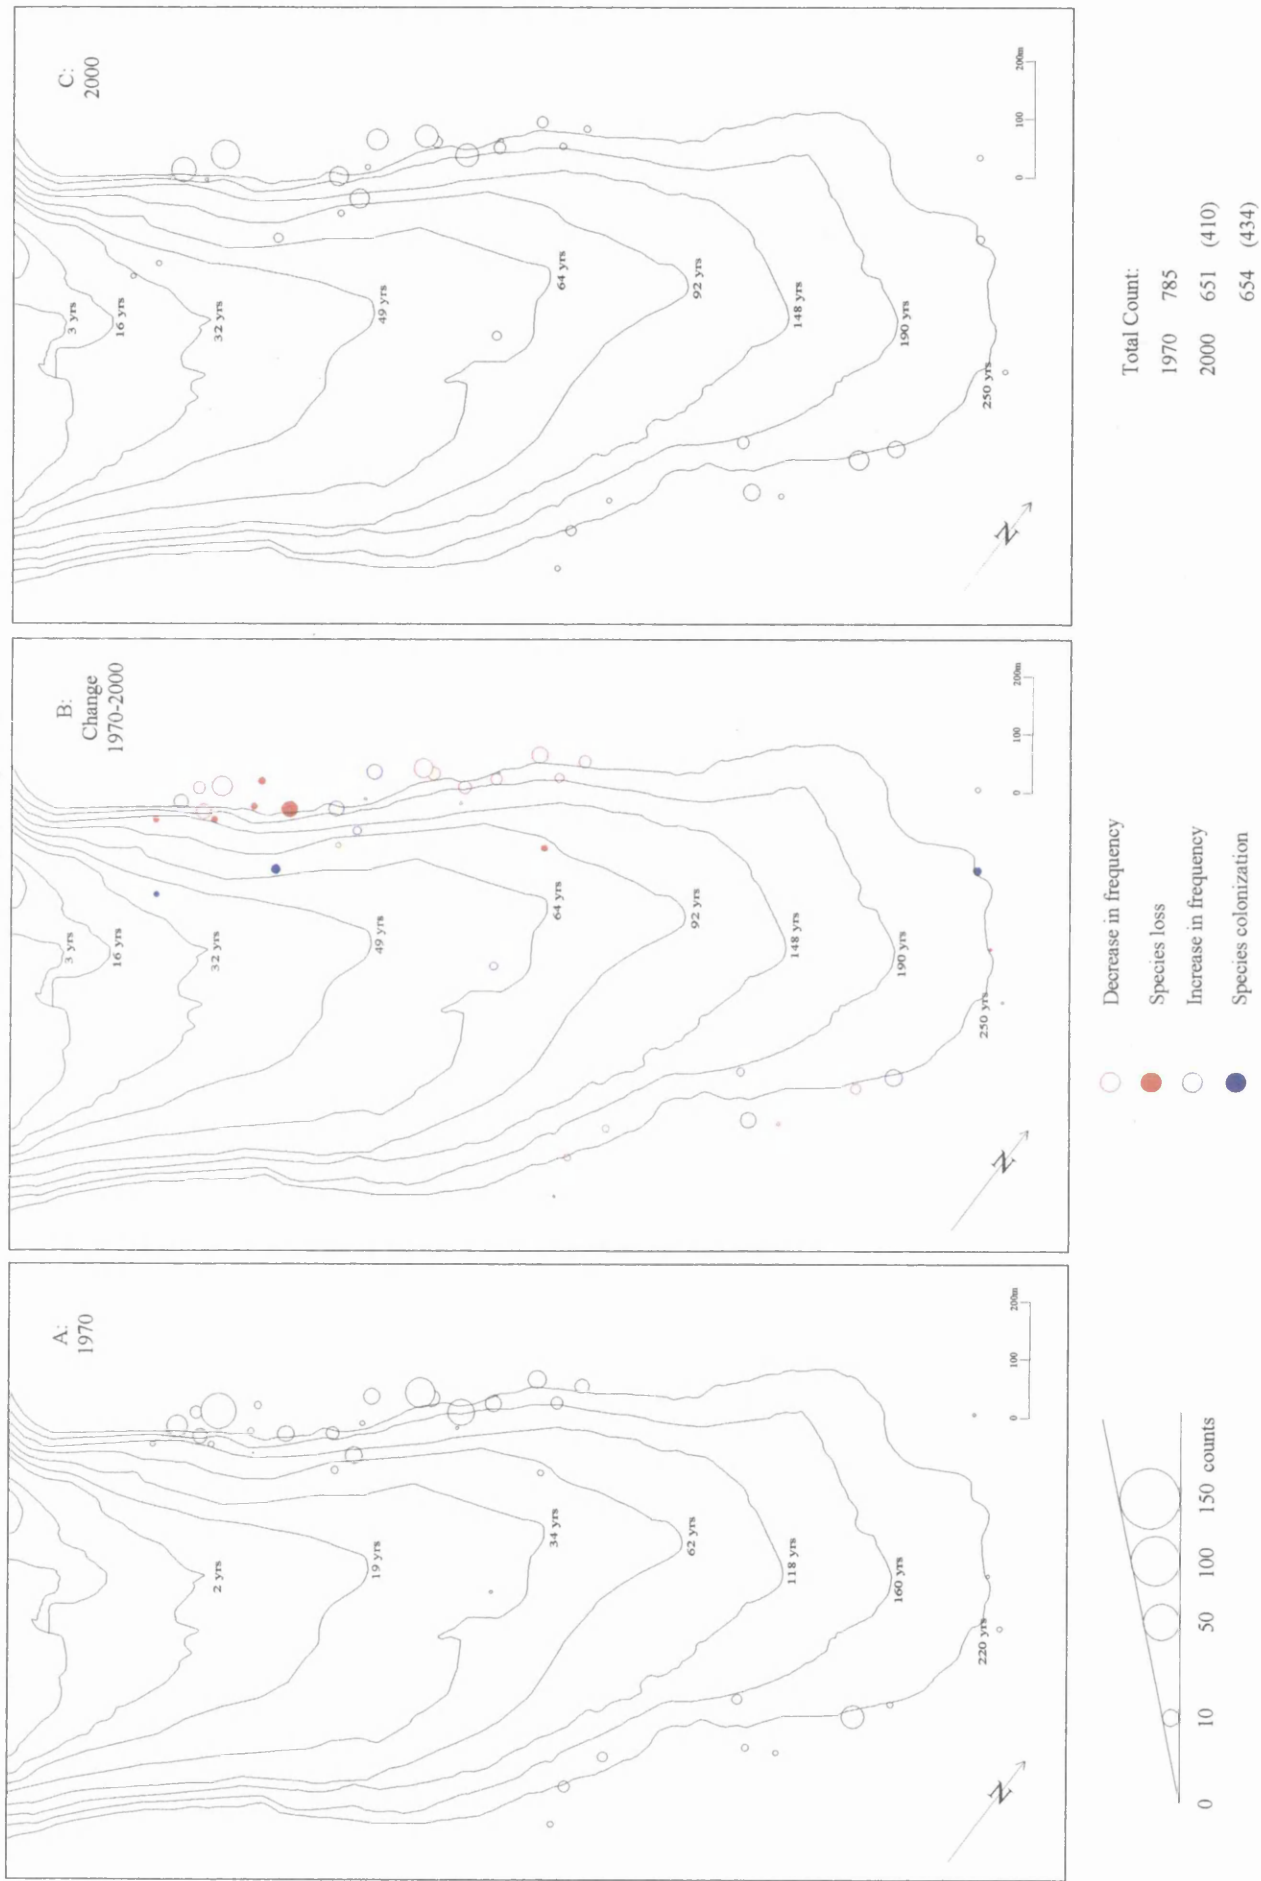 A:
1970
2 yrs
19 yrs
34 yrs
62 yrs
118 yrs
160 yrs
220 yrs
N
0 100 200m
B:
Change
1970-2000
3 yrs
16 yrs
32 yrs
49 yrs
64 yrs
92 yrs
148 yrs
190 yrs
250 yrs
N
0 100 200m
C:
2000
3 yrs
16 yrs
32 yrs
49 yrs
64 yrs
92 yrs
148 yrs
190 yrs
250 yrs
N
0 100 200m
0 10 50 100 150 counts
Decrease in frequency
Species loss
Increase in frequency
Species colonization
Total Count:
1970 785
2000 651 (410)
654 (434)